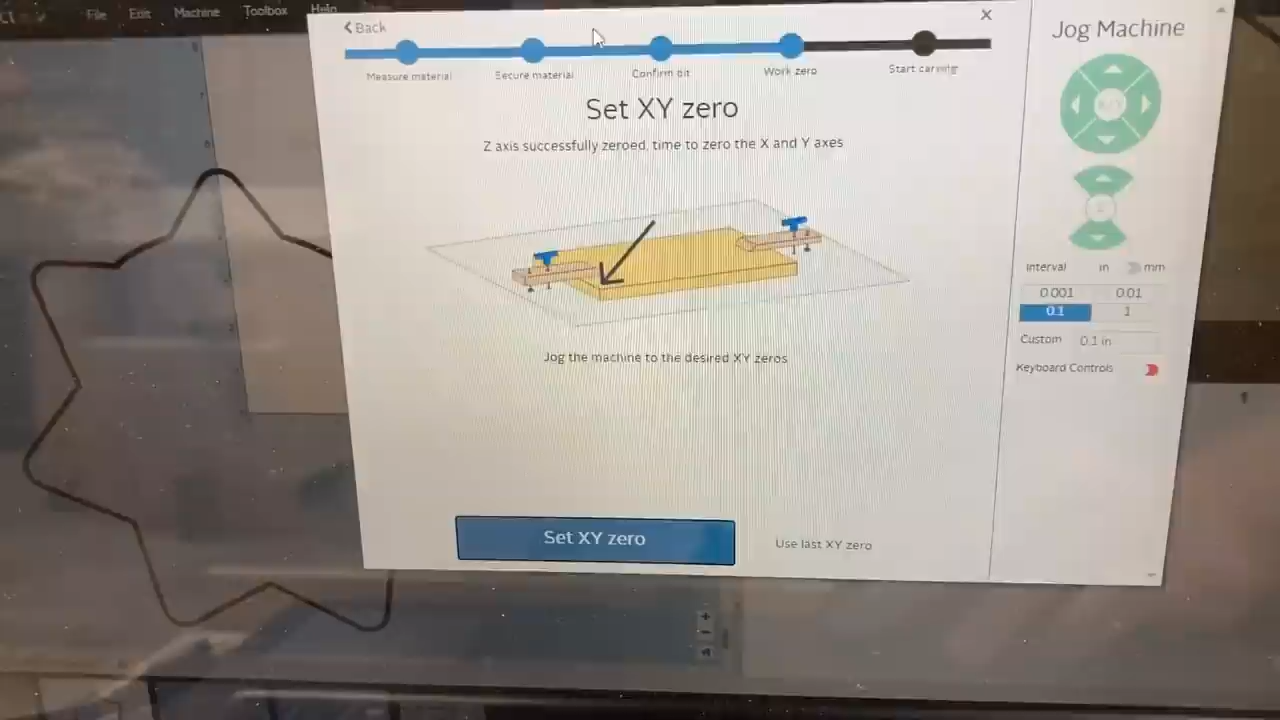 File Edit Machine Toolbox Help
Back
Jog Machine
Measure material
Secure material
Confirm bit
Work zero
Start carving
Set XY zero
Z axis successfully zeroed, time to zero the X and Y axes
Interval in mm
0.001 0.01
0.1 1
Custom 0.1 in
Jog the machine to the desired XY zeros
Keyboard Controls
Set XY zero
Use last XY zero